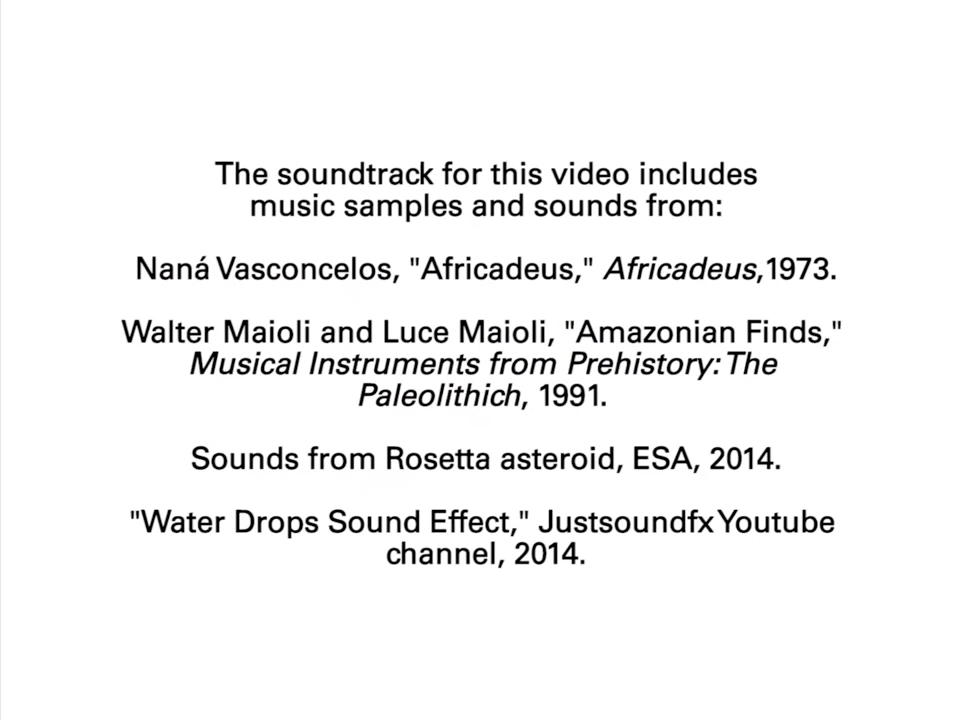 The soundtrack for this video includes
music samples and sounds from:
Naná Vasconcelos, "Africadeus," Africadeus,1973.
Walter Maioli and Luce Maioli, "Amazonian Finds,"
Musical Instruments from Prehistory: The
Paleolithich, 1991.
Sounds from Rosetta asteroid, ESA, 2014.
"Water Drops Sound Effect," Justsoundfx Youtube
channel, 2014.